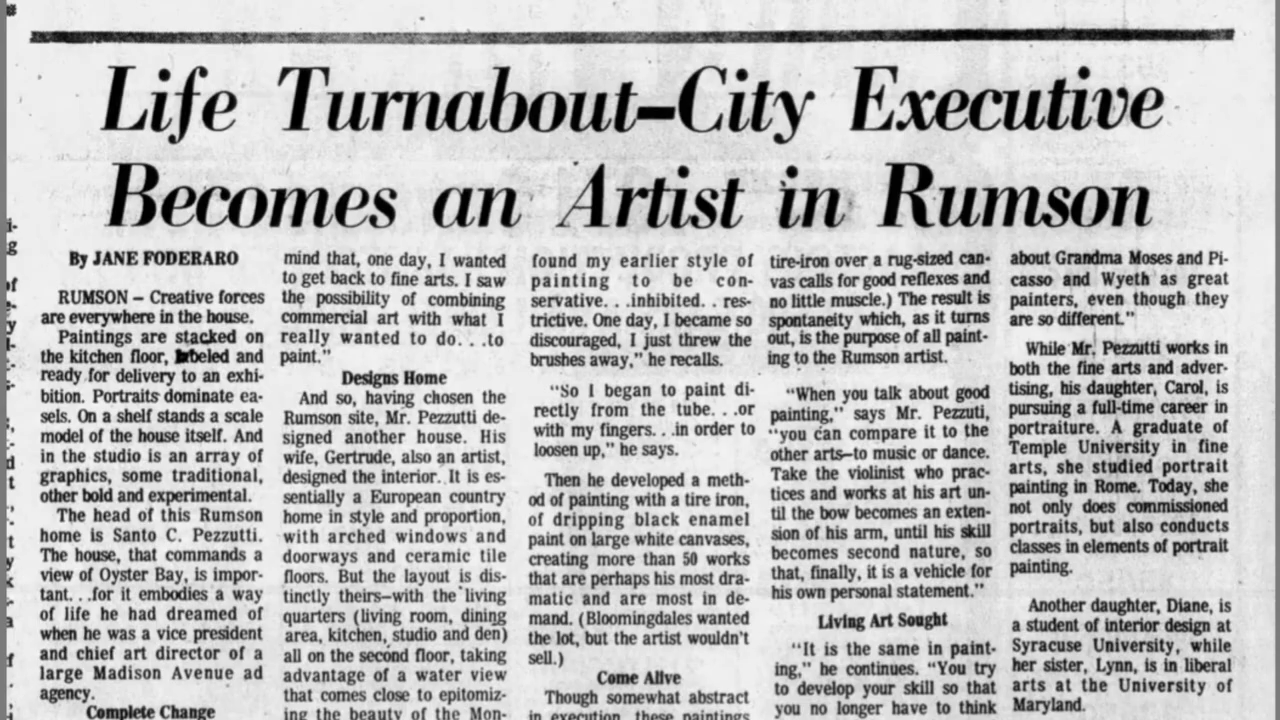 Life Turnabout—City Executive
Becomes an Artist in Rumson
By JANE FODERARO
RUMSON — Creative forces
are everywhere in the house.
Paintings are stacked on
the kitchen floor, labeled and
ready for delivery to an exhi-
bition. Portraits dominate ea-
sels. On a shelf stands a scale
model of the house itself. And
in the studio is an array of
graphics, some traditional,
other bold and experimental.
The head of this Rumson
home is Santo C. Pezzutti.
The house, that commands a
view of Oyster Bay, is impor-
tant. . .for it embodies a way
of life he had dreamed of
when he was a vice president
and chief art director of a
large Madison Avenue ad
agency.
Complete Change
mind that, one day, I wanted
to get back to fine arts. I saw
the possibility of combining
commercial art with what I
really wanted to do. . .to
paint."
Designs Home
And so, having chosen the
Rumson site, Mr. Pezzutti de-
signed another house. His
wife, Gertrude, also an artist,
designed the interior. It is es-
sentially a European country
home in style and proportion,
with arched windows and
doorways and ceramic tile
floors. But the layout is dis-
tinctly theirs—with the living
quarters (living room, dining
area, kitchen, studio and den)
all on the second floor, taking
advantage of a water view
that comes close to epitomiz-
ing the beauty of the Mon-
found my earlier style of
painting to be con-
servative. . .inhibited. . res-
trictive. One day, I became so
discouraged, I just threw the
brushes away," he recalls.
"So I began to paint di-
rectly from the tube. . .or
with my fingers. . .in order to
loosen up," he says.
Then he developed a meth-
od of painting with a tire iron,
of dripping black enamel
paint on large white canvases,
creating more than 50 works
that are perhaps his most dra-
matic and are most in de-
mand. (Bloomingdales wanted
the lot, but the artist wouldn't
sell.)
Come Alive
Though somewhat abstract
in execution, these paintings
tire-iron over a rug-sized can-
vas calls for good reflexes and
no little muscle.) The result is
spontaneity which, as it turns
out, is the purpose of all paint-
ing to the Rumson artist.
"When you talk about good
painting," says Mr. Pezzuti,
"you can compare it to the
other arts—to music or dance.
Take the violinist who prac-
tices and works at his art un-
til the bow becomes an exten-
sion of his arm, until his skill
becomes second nature, so
that, finally, it is a vehicle for
his own personal statement."
Living Art Sought
"It is the same in paint-
ing," he continues. "You try
to develop your skill so that
you no longer have to think
about Grandma Moses and Pi-
casso and Wyeth as great
painters, even though they
are so different."
While Mr. Pezzutti works in
both the fine arts and adver-
tising, his daughter, Carol, is
pursuing a full-time career in
portraiture. A graduate of
Temple University in fine
arts, she studied portrait
painting in Rome. Today, she
not only does commissioned
portraits, but also conducts
classes in elements of portrait
painting.
Another daughter, Diane, is
a student of interior design at
Syracuse University, while
her sister, Lynn, is in liberal
arts at the University of
Maryland.